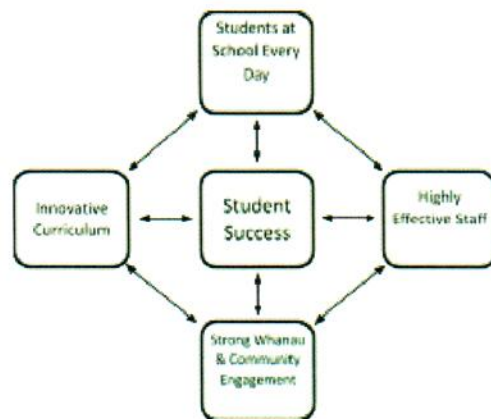 Students at
School Every
Day
Innovative
Curriculum
Student
Success
Highly
Effective Staff
Strong Whanau
& Community
Engagement